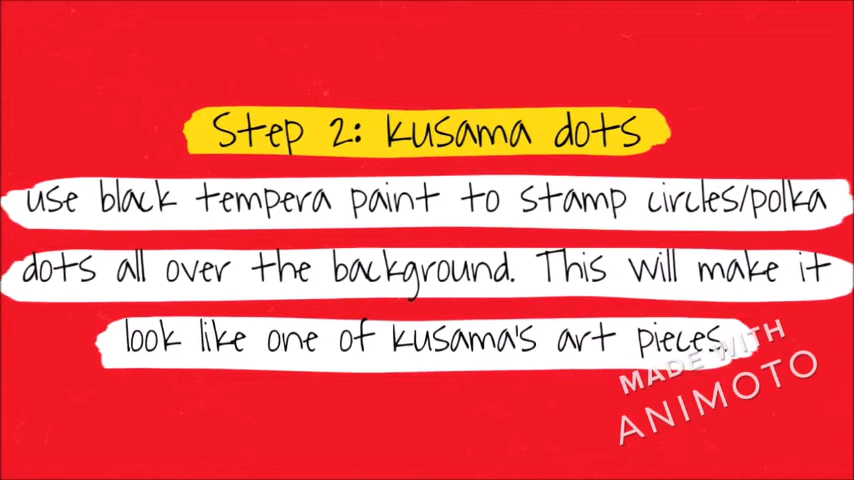 Step 2: kusama dots
use black tempera paint to stamp circles/polka
dots all over the background. This will make it
look like one of kusama's art pieces.
MADE WITH
ANIMOTO